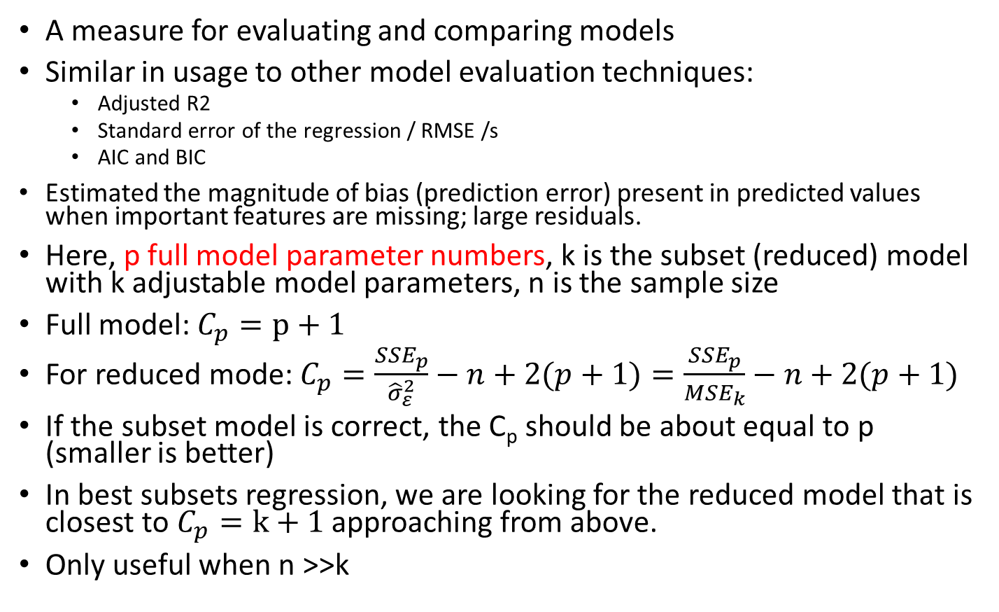 • A measure for evaluating and comparing models
• Similar in usage to other model evaluation techniques:
• Adjusted R2
• Standard error of the regression / RMSE /s
• AIC and BIC
• Estimated the magnitude of bias (prediction error) present in predicted values
when important features are missing; large residuals.
• Here, p full model parameter numbers, k is the subset (reduced) model
with k adjustable model parameters, n is the sample size
• Full model: $C_p = \mathrm{p} + 1$
• For reduced mode: $C_p = \frac{SSE_p}{\hat{\sigma}_{\varepsilon}^{2}} - n + 2(p + 1) = \frac{SSE_p}{MSE_k} - n + 2(p + 1)$
• If the subset model is correct, the C_p should be about equal to p
(smaller is better)
• In best subsets regression, we are looking for the reduced model that is
closest to $C_p = \mathrm{k} + 1$ approaching from above.
• Only useful when n >>k